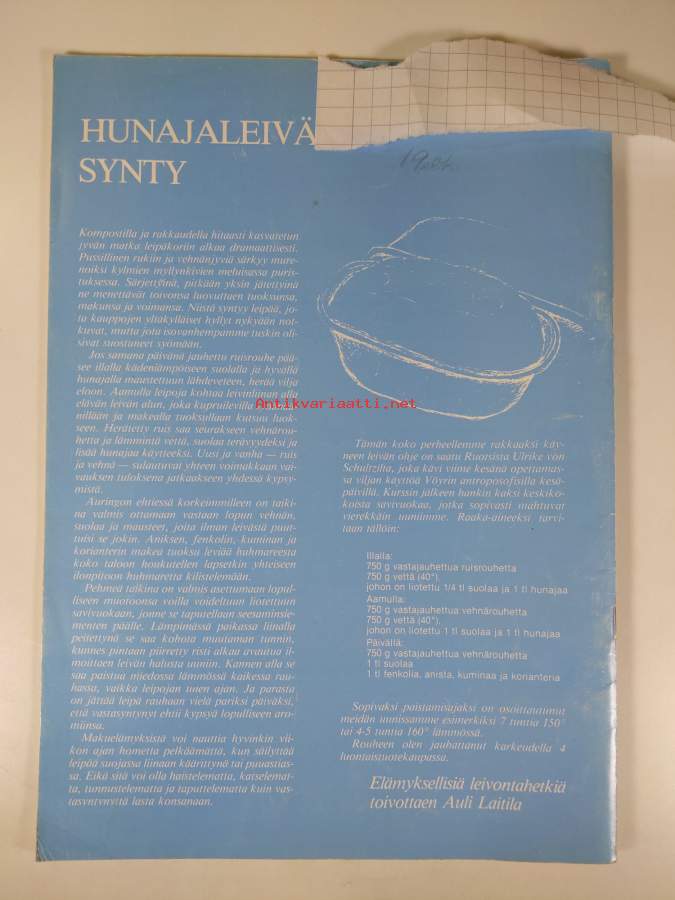 HUNAJALEIVÄ
SYNTY
Kompostilla ja rakkaudella hitaasti kasvatetun
jyvän matka leipäkoriin alkaa dramaattisesti.
Pussillinen rukiin ja vehnänjyviä särkyy mure-
noiksi kylmien myllynkivien meluisassa puris-
tuksessa. Särjettyinä, pitkään yksin jätettyinä
ne menettävät toivonsa luovuttaen tuoksunsa,
makunsa ja voimansa. Niistä syntyy leipää, jo-
ta kauppojen yltäkylläiset hyllyt nykyään not-
kuvat, mutta jota isovanhempamme tuskin oli-
sivat suostuneet syömään.
Jos samana päivänä jauhettu ruisrouhe pää-
see illalla kädenlämpöiseen suolalla ja hyvällä
hunajalla maustettuun lähdeveteen, herää vilja
eloon. Aamulla leipoja kohtaa leivinliinan alla
elävän leivän alun, joka kupruilevilla
nillään ja makealla tuoksullaan kutsuu luok-
seen. Herätetty ruis saa seurakseen vehnärou-
hetta ja lämmintä vettä, suolaa terävyydeksi ja
lisää hunajaa käytteeksi. Uusi ja vanha — ruis
ja vehnä — sulautuvat yhteen voimakkaan vai-
vauksen tuloksena jatkaakseen yhdessä kypsy-
mistä.
Auringon ehtiessä korkeimmilleen on taiki-
na valmis ottamaan vastaan lopun vehnän,
suolaa ja mausteet, joita ilman leivästä puut-
tuisi se jokin. Aniksen, fenkolin, kuminan ja
korianterin makea tuoksu leviää huhmareesta
koko taloon houkutellen lapsetkin yhteiseen
ilonpitoon huhmaretta kilistelemään.
Pehmeä taikina on valmis asettumaan lopul-
liseen muotoonsa voilla voideltuun liotettuun
savivuokaan, jonne se taputellaan seesaminsie-
menten päälle. Lämpimässä paikassa liinalla
peitettynä se saa kohota muutaman tunnin,
kunnes pintaan piirretty risti alkaa avautua il-
moittaen leivän halusta uuniin. Kannen alla se
saa paistua miedossa lämmössä kaikessa rau-
hassa, vaikka leipojan unen ajan. Ja parasta
on jättää leipä rauhaan vielä pariksi päiväksi,
että vastasyntynyt ehtii kypsyä lopulliseen aro-
miinsa.
Makuelämyksistä voi nauttia hyvinkin vii-
kon ajan hometta pelkäämättä, kun säilyttää
leipää suojassa liinaan käärittynä tai puuastias-
sa. Eikä sitä voi olla haistelematta, katselemat-
ta, tunnustelematta ja taputtelematta kuin vas-
tasyntynyttä lasta konsanaan.
Antikvariaatti.net
Tämän koko perheellemme rakkaaksi käy-
neen leivän ohje on saatu Ruotsista Ulrike von
Schultzilta, joka kävi viime kesänä opettamas-
sa viljan käyttöä Vöyrin antroposofisilla kesä-
päivillä. Kurssin jälkeen hankin kaksi keskiko-
koista savivuokaa, jotka sopivasti mahtuvat
vierekkäin uuniimme. Raaka-aineeksi tarvi-
taan tällöin:
Illalla:
750 g vastajauhettua ruisrouhetta
750 g vettä (40°),
johon on liotettu 1/4 tl suolaa ja 1 tl hunajaa
Aamulla:
750 g vastajauhettua vehnärouhetta
750 g vettä (40°),
johon on liotettu 1 tl suolaa ja 1 tl hunajaa
Päivällä:
750 g vastajauhettua vehnärouhetta
1 tl suolaa
1 tl fenkolia, anista, kuminaa ja korianteria
Sopivaksi paistamisajaksi on osoittautunut
meidän uunissamme esimerkiksi 7 tuntia 150°
tai 4-5 tuntia 160° lämmössä.
Rouheen olen jauhattanut karkeudella 4
luontaistuotekaupassa.
Elämyksellisiä leivontahetkiä
toivottaen Auli Laitila